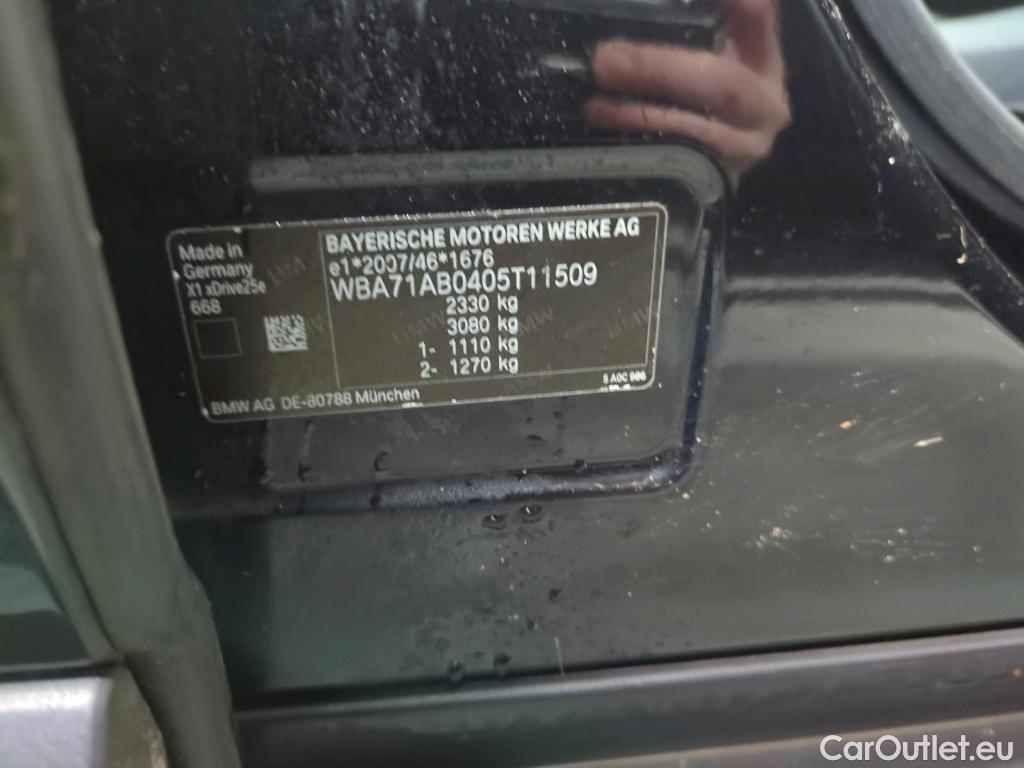 Made in
Germany
X1 xDrive25e
668
BAYERISCHE MOTOREN WERKE AG
e1*2007/46*1676
WBA71AB0405T11509
2330 kg
3080 kg
1- 1110 kg
2- 1270 kg
BMW AG DE-80788 München
CarOutlet.eu